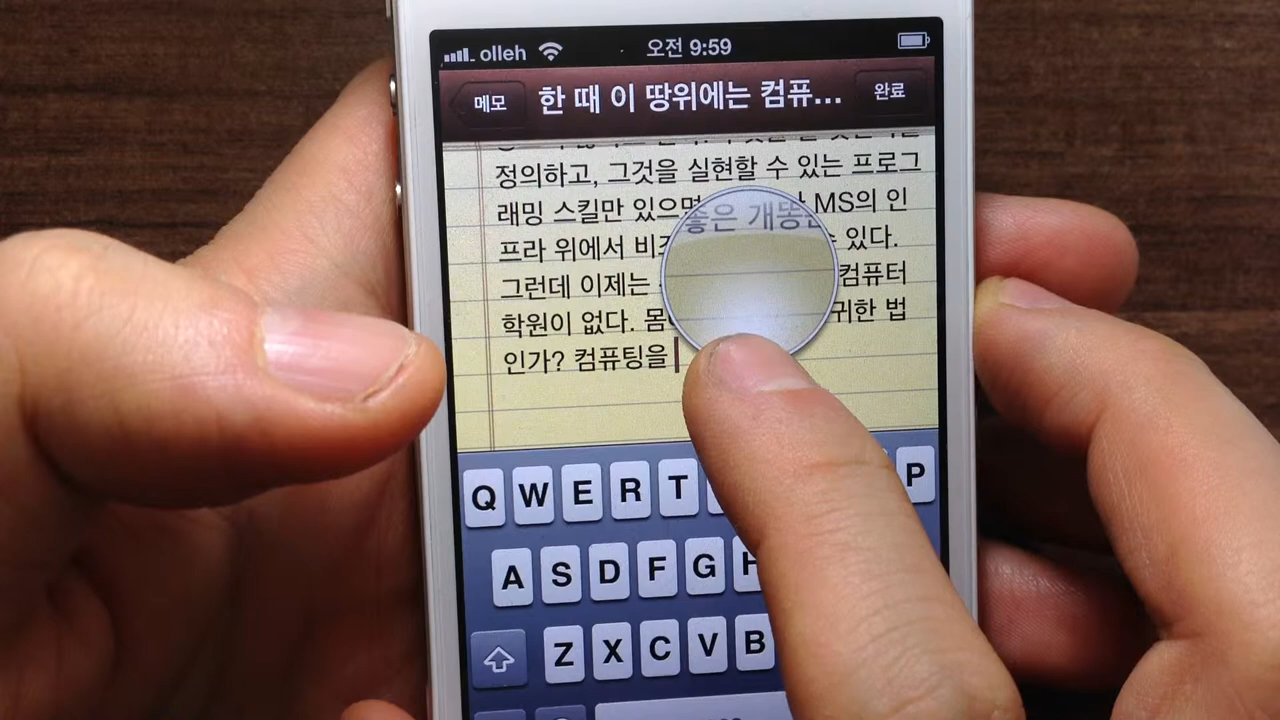 olleh 오전 9:59
메모 한 때 이 땅위에는 컴퓨... 완료
정의하고, 그것을 실현할 수 있는 프로그
래밍 스킬만 있으면 MS의 인
프라 위에서 있다.
그런데 이제는 컴퓨터
학원이 없다. 귀한 법
인가? 컴퓨팅을
좋은
Q W E R T P
A S D F G H
Z X C V B